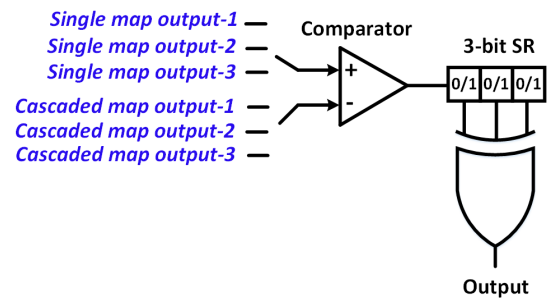 Single map output-1
Single map output-2
Single map output-3
Cascaded map output-1
Cascaded map output-2
Cascaded map output-3
Comparator
+
-
3-bit SR
0/1 0/1 0/1
Output